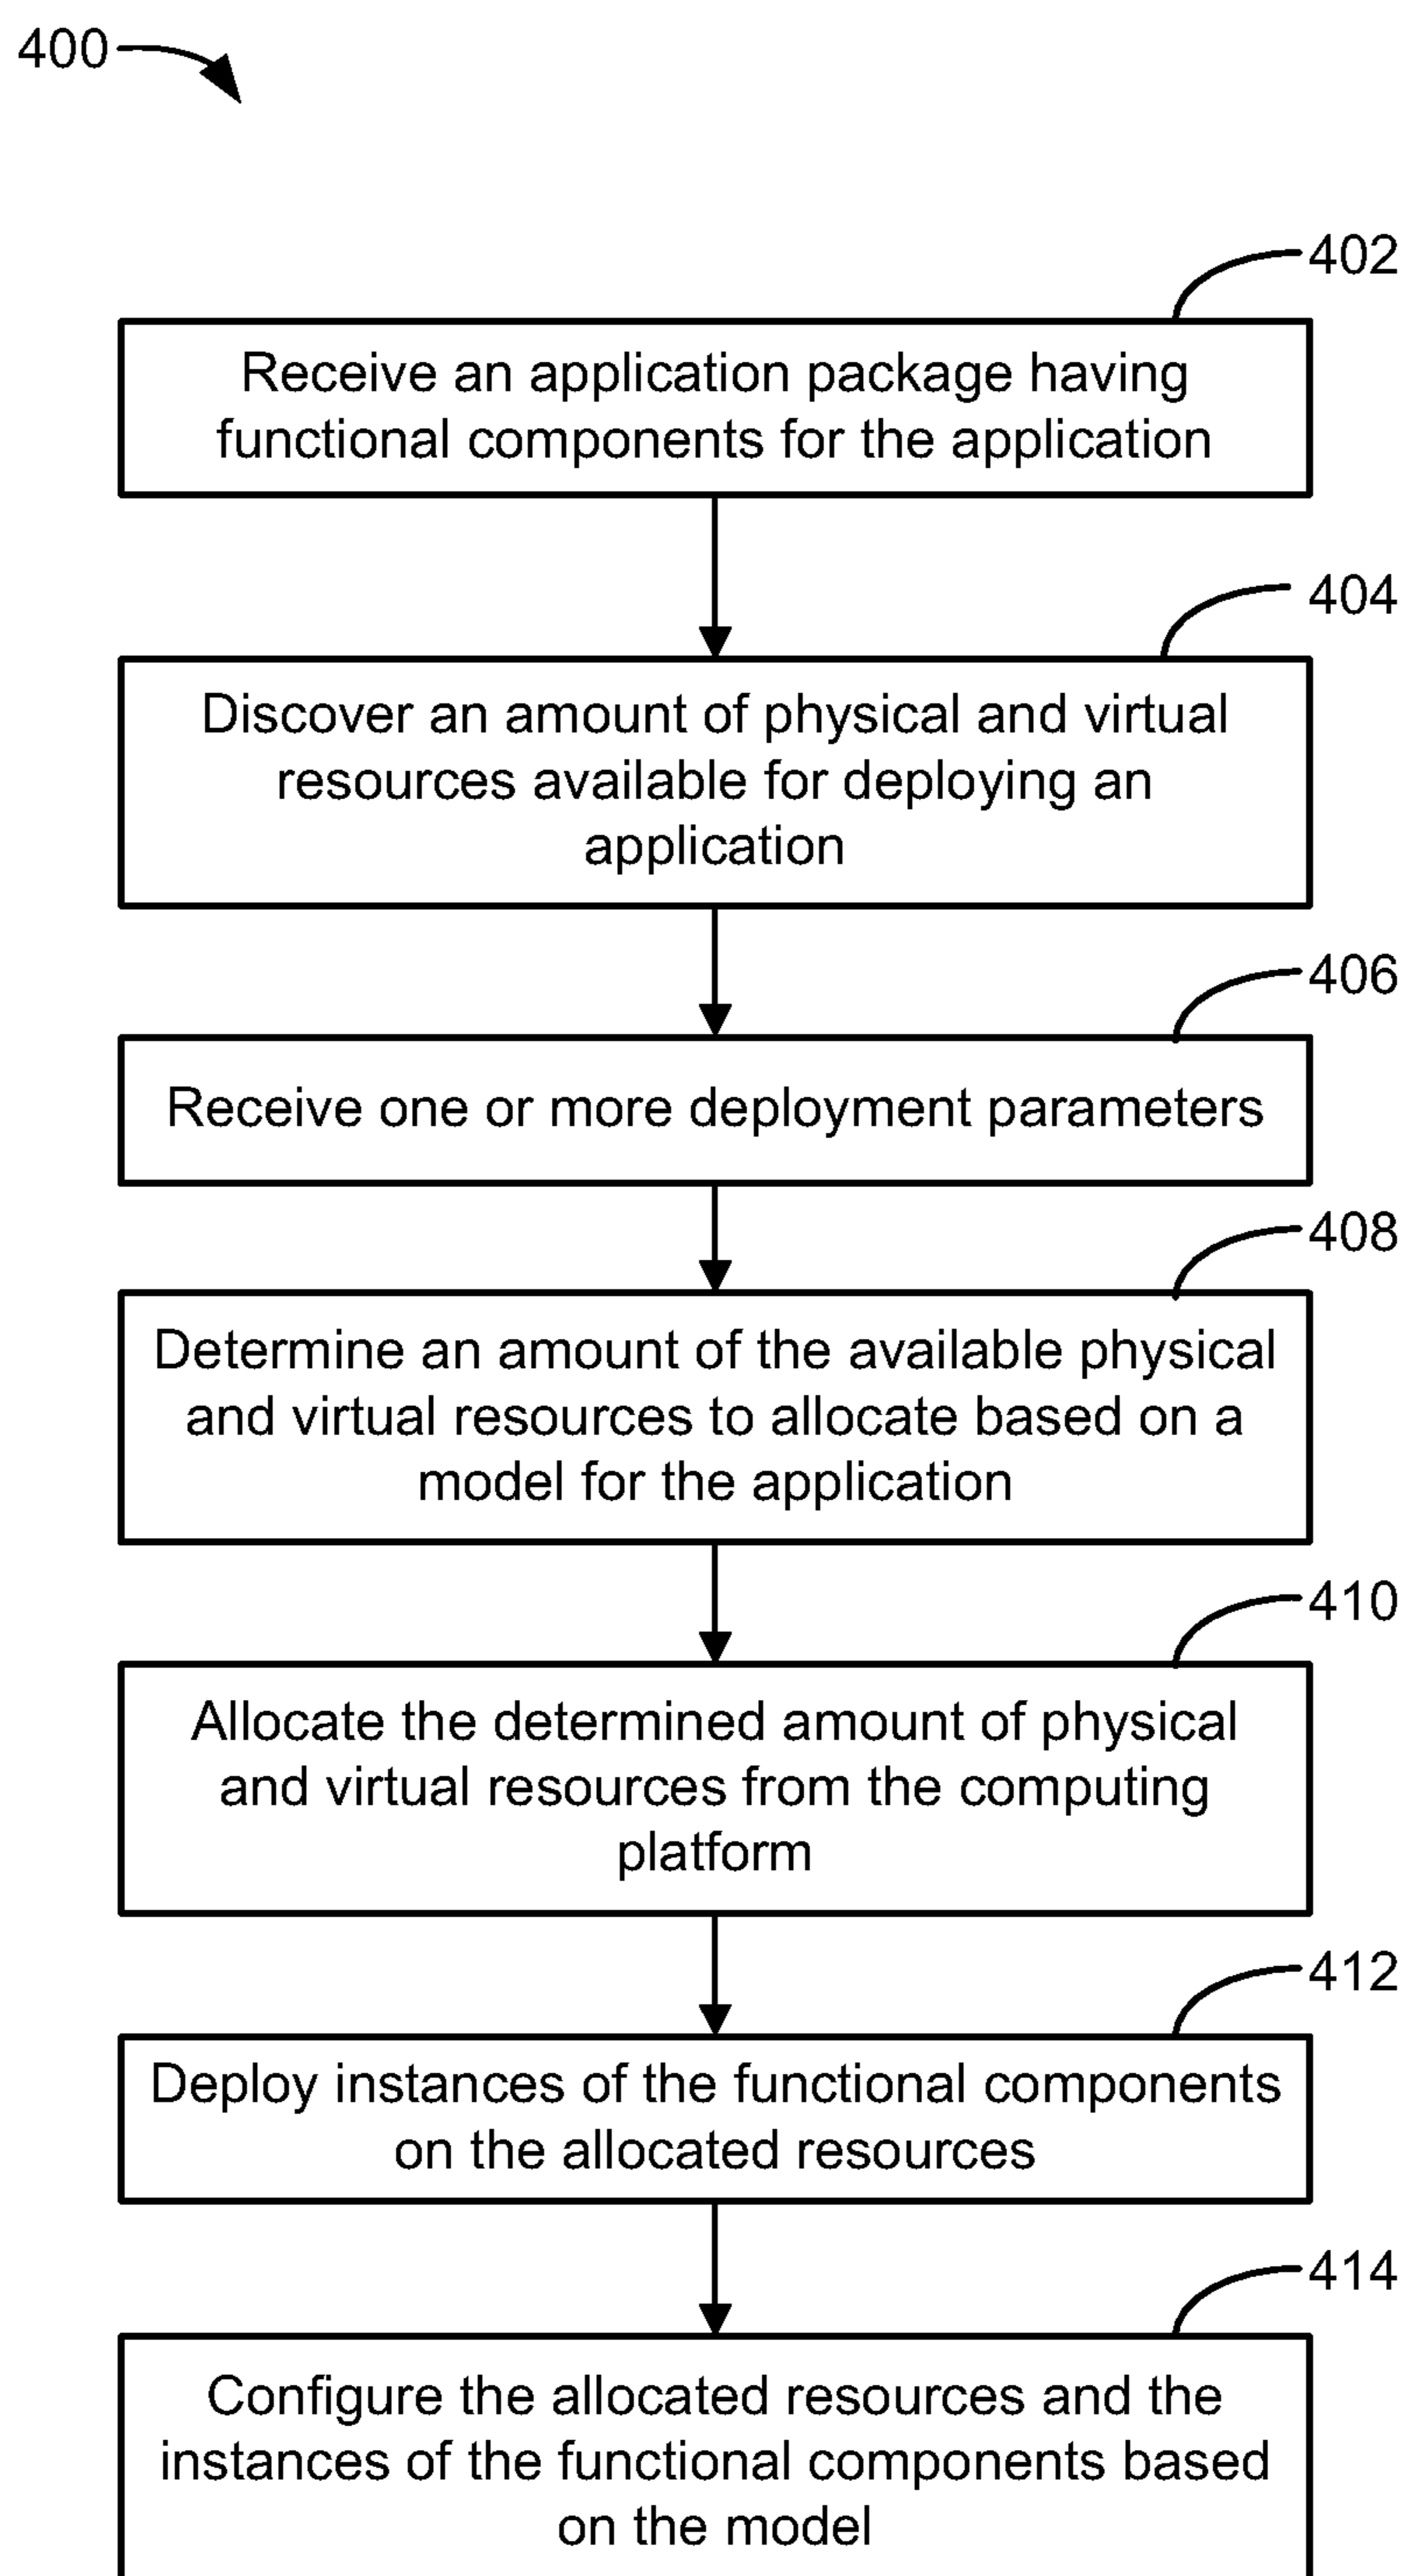 400
402
Receive an application package having
functional components for the application
404
Discover an amount of physical and virtual
resources available for deploying an
application
406
Receive one or more deployment parameters
408
Determine an amount of the available physical
and virtual resources to allocate based on a
model for the application
410
Allocate the determined amount of physical
and virtual resources from the computing
platform
412
Deploy instances of the functional components
on the allocated resources
414
Configure the allocated resources and the
instances of the functional components based
on the model